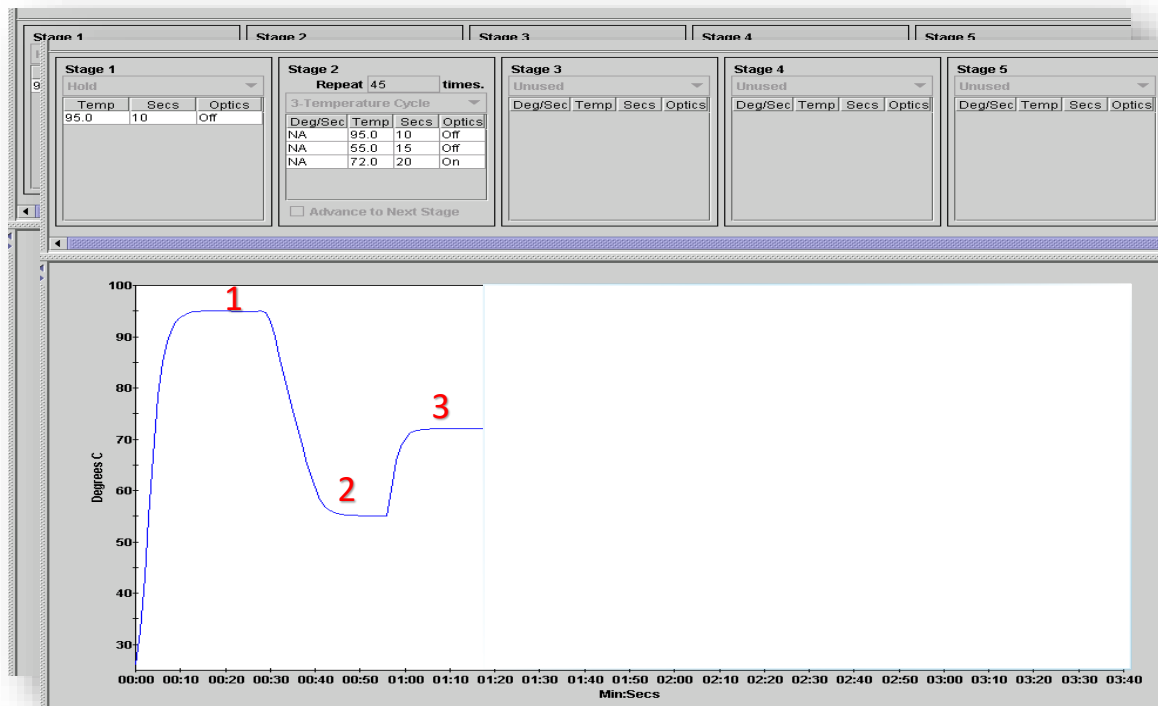 Stage 1 Stage 2 Stage 3 Stage 4 Stage 5
9
Stage 1
Hold
Temp Secs Optics
95.0 10 Off
Stage 2
Repeat 45 times.
3-Temperature Cycle
Deg/Sec Temp Secs Optics
NA 95.0 10 Off
NA 55.0 15 Off
NA 72.0 20 On
Advance to Next Stage
Stage 3
Unused
Deg/Sec Temp Secs Optics
Stage 4
Unused
Deg/Sec Temp Secs Optics
Stage 5
Unused
Deg/Sec Temp Secs Optics
100
90
80
70
60
50
40
30
Degrees C
1
2
3
00:00 00:10 00:20 00:30 00:40 00:50 01:00 01:10 01:20 01:30 01:40 01:50 02:00 02:10 02:20 02:30 02:40 02:50 03:00 03:10 03:20 03:30 03:40
Min:Secs